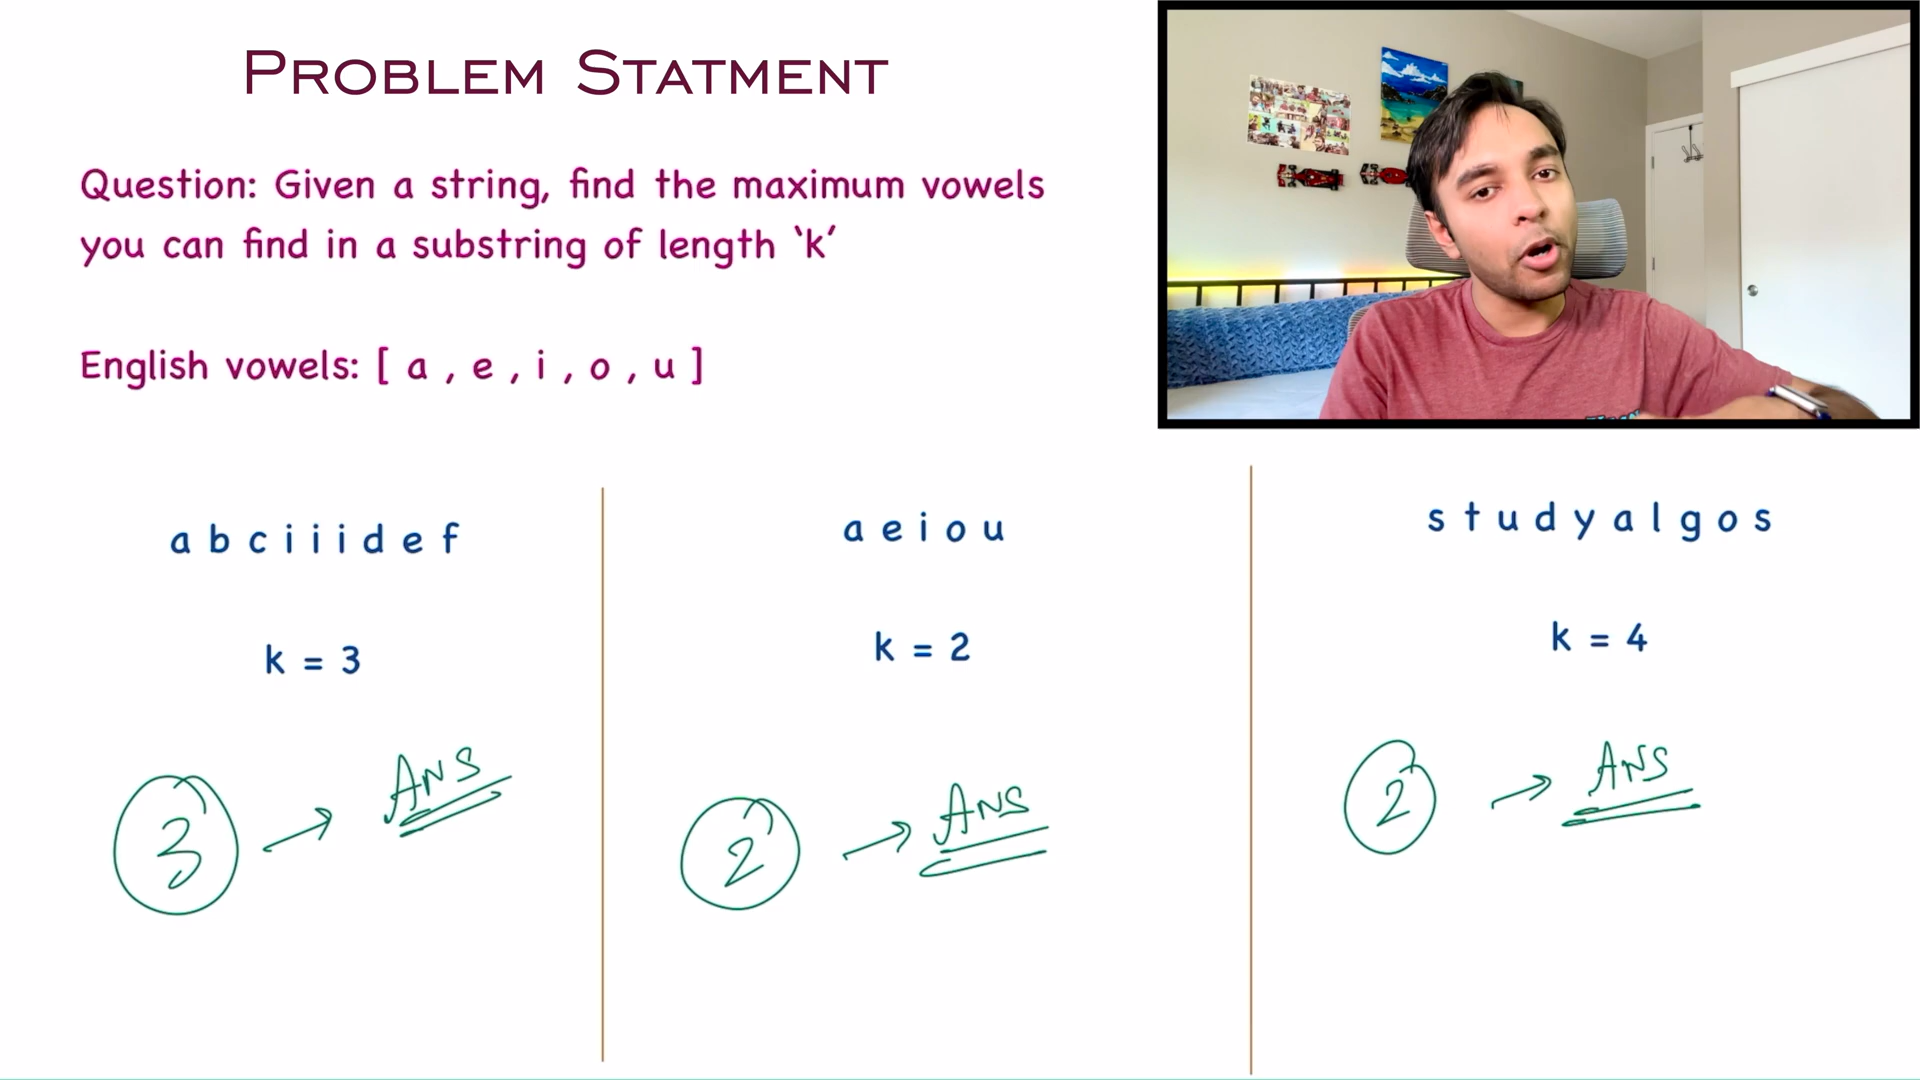 PROBLEM STATMENT
Question: Given a string, find the maximum vowels
you can find in a substring of length ‘k’
English vowels: [ a , e , i , o , u ]
a b c i i i d e f
k = 3
3 → ANS
a e i o u
k = 2
2 → ANS
s t u d y a l g o s
k = 4
2 → ANS